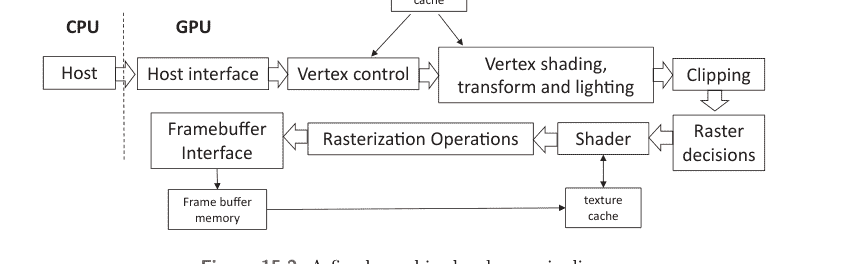 cache
CPU
GPU
Host
Host interface
Vertex control
Vertex shading,
transform and lighting
Clipping
Framebuffer
Interface
Rasterization Operations
Shader
Raster
decisions
Frame buffer
memory
texture
cache